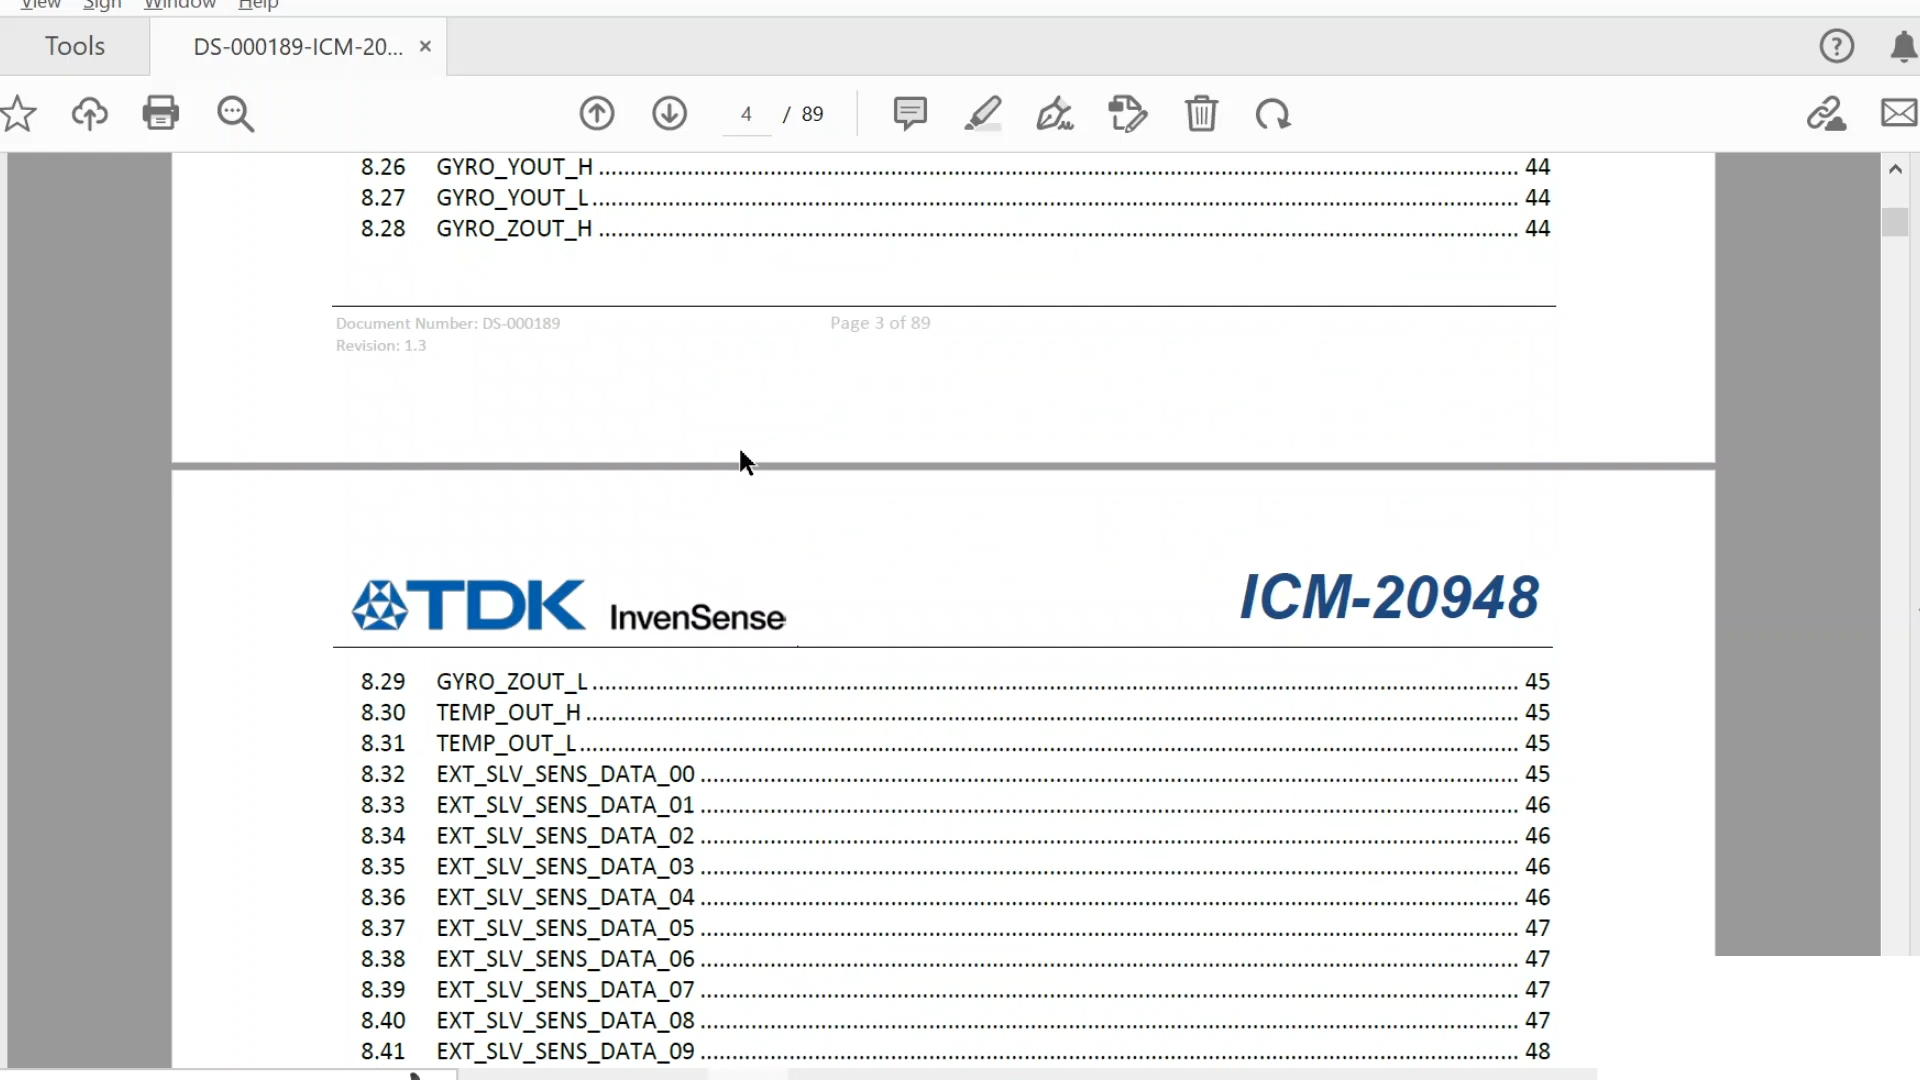 View Sign Window Help
Tools DS-000189-ICM-20... ×
4 / 89
8.26 GYRO_YOUT_H 44
8.27 GYRO_YOUT_L 44
8.28 GYRO_ZOUT_H 44
Document Number: DS-000189 Page 3 of 89
Revision: 1.3
TDK InvenSense ICM-20948
8.29 GYRO_ZOUT_L 45
8.30 TEMP_OUT_H 45
8.31 TEMP_OUT_L 45
8.32 EXT_SLV_SENS_DATA_00 45
8.33 EXT_SLV_SENS_DATA_01 46
8.34 EXT_SLV_SENS_DATA_02 46
8.35 EXT_SLV_SENS_DATA_03 46
8.36 EXT_SLV_SENS_DATA_04 46
8.37 EXT_SLV_SENS_DATA_05 47
8.38 EXT_SLV_SENS_DATA_06 47
8.39 EXT_SLV_SENS_DATA_07 47
8.40 EXT_SLV_SENS_DATA_08 47
8.41 EXT_SLV_SENS_DATA_09 48